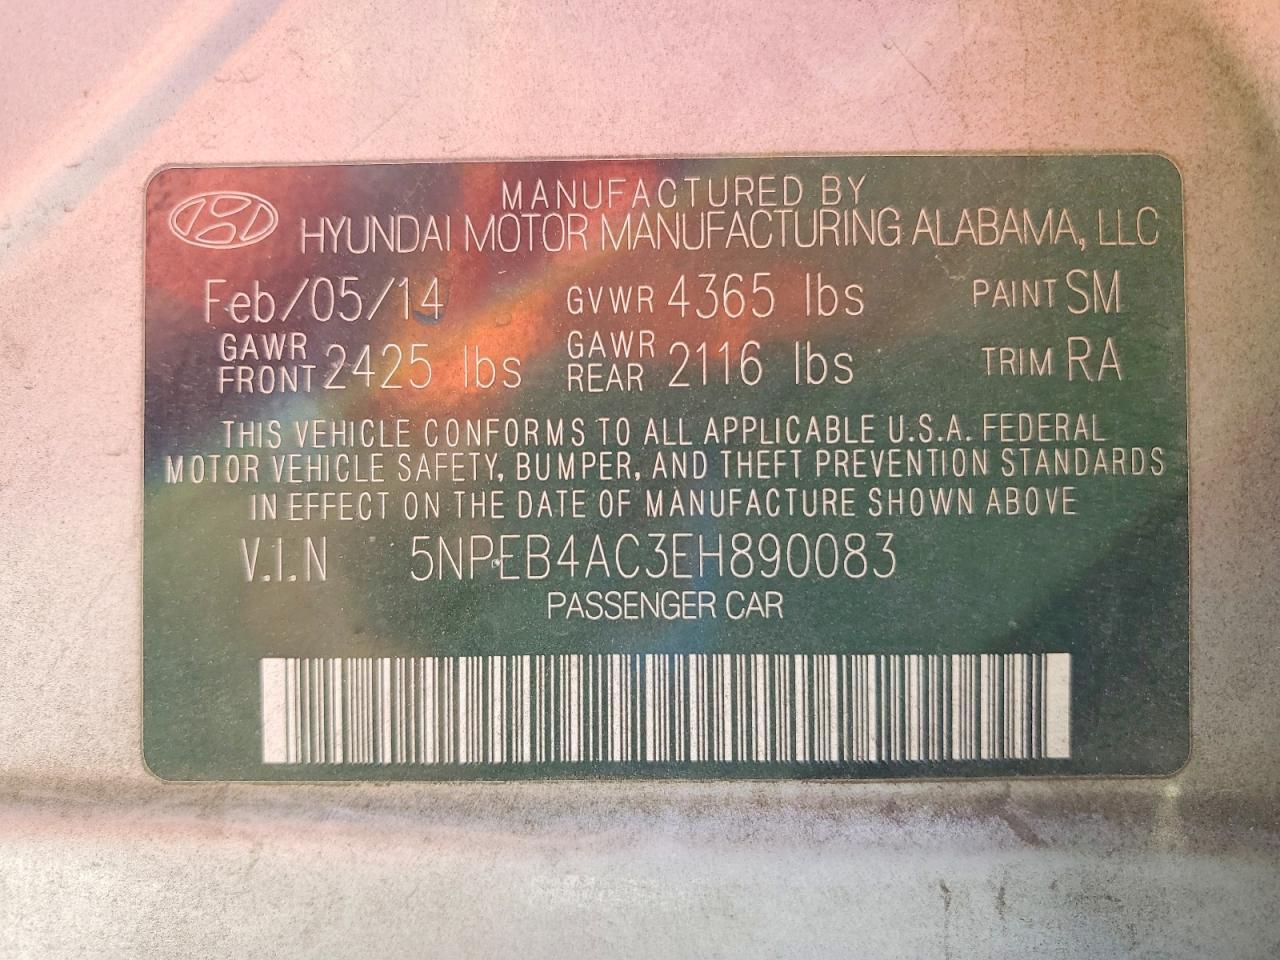 MANUFACTURED BY
HYUNDAI MOTOR MANUFACTURING ALABAMA, LLC
Feb/05/14 GVWR 4365 lbs PAINT SM
GAWR FRONT 2425 lbs GAWR REAR 2116 lbs TRIM RA
THIS VEHICLE CONFORMS TO ALL APPLICABLE U.S.A. FEDERAL
MOTOR VEHICLE SAFETY, BUMPER, AND THEFT PREVENTION STANDARDS
IN EFFECT ON THE DATE OF MANUFACTURE SHOWN ABOVE
V.I.N 5NPEB4AC3EH890083
PASSENGER CAR